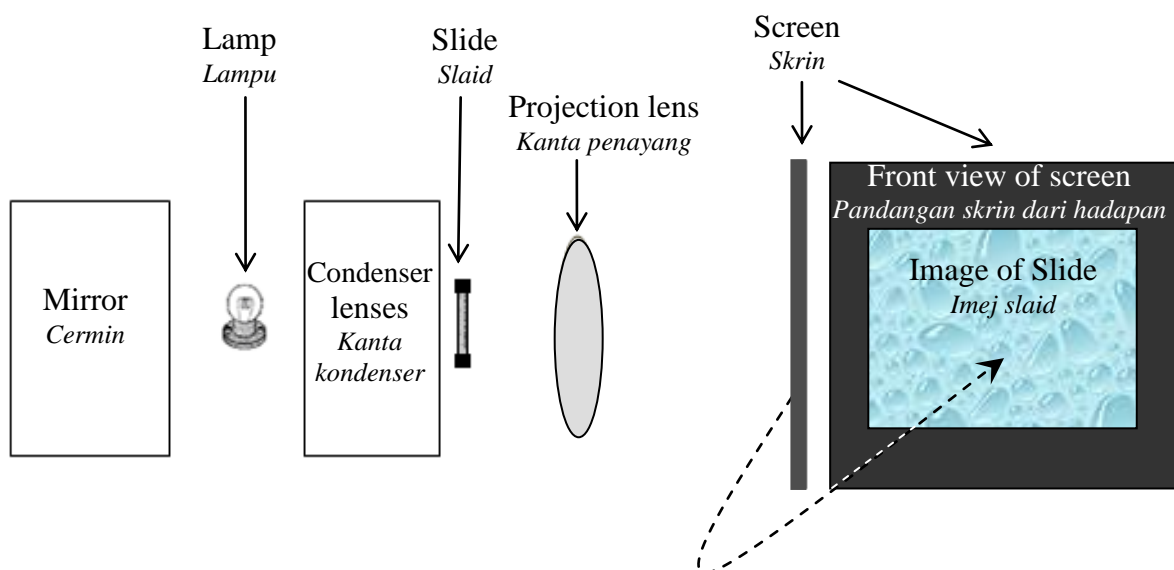 Lamp
Lampu
Slide
Slaid
Projection lens
Kanta penayang
Screen
Skrin
Mirror
Cermin
Condenser
lenses
Kanta
kondenser
Front view of screen
Pandangan skrin dari hadapan
Image of Slide
Imej slaid